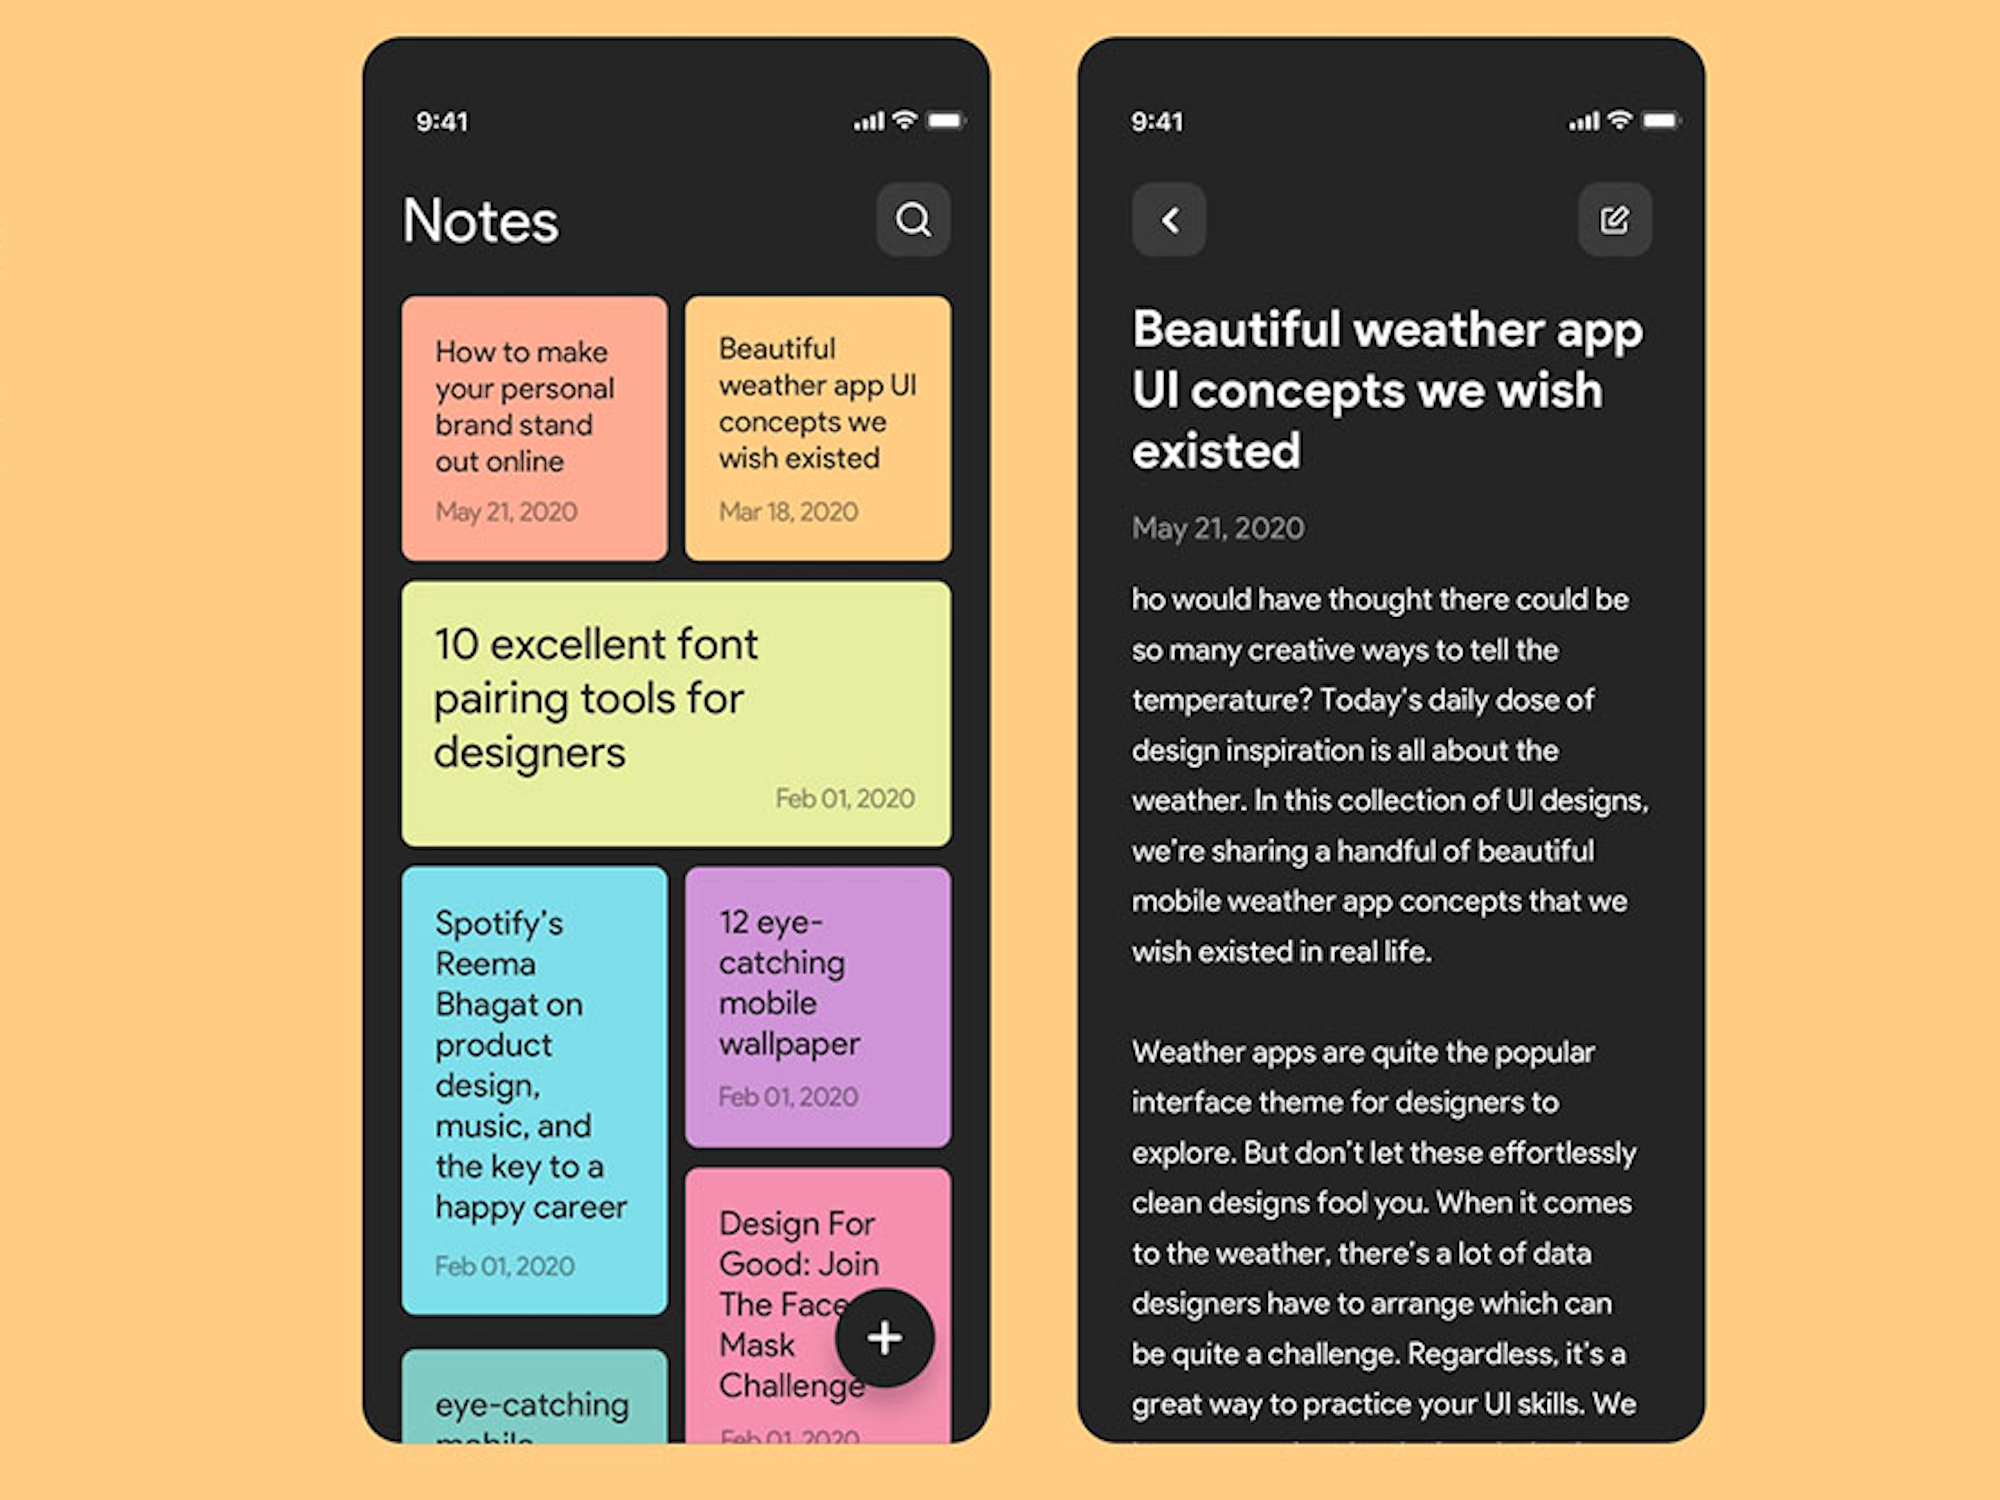 9:41
Notes
How to make
your personal
brand stand
out online
May 21, 2020
Beautiful
weather app UI
concepts we
wish existed
Mar 18, 2020
10 excellent font
pairing tools for
designers
Feb 01, 2020
Spotify's
Reema
Bhagat on
product
design,
music, and
the key to a
happy career
Feb 01, 2020
12 eye-
catching
mobile
wallpaper
Feb 01, 2020
Design For
Good: Join
The Face
Mask
Challenge
Feb 01, 2020
eye-catching
mobile
9:41
Beautiful weather app
UI concepts we wish
existed
May 21, 2020
ho would have thought there could be
so many creative ways to tell the
temperature? Today's daily dose of
design inspiration is all about the
weather. In this collection of UI designs,
we're sharing a handful of beautiful
mobile weather app concepts that we
wish existed in real life.
Weather apps are quite the popular
interface theme for designers to
explore. But don't let these effortlessly
clean designs fool you. When it comes
to the weather, there's a lot of data
designers have to arrange which can
be quite a challenge. Regardless, it's a
great way to practice your UI skills. We